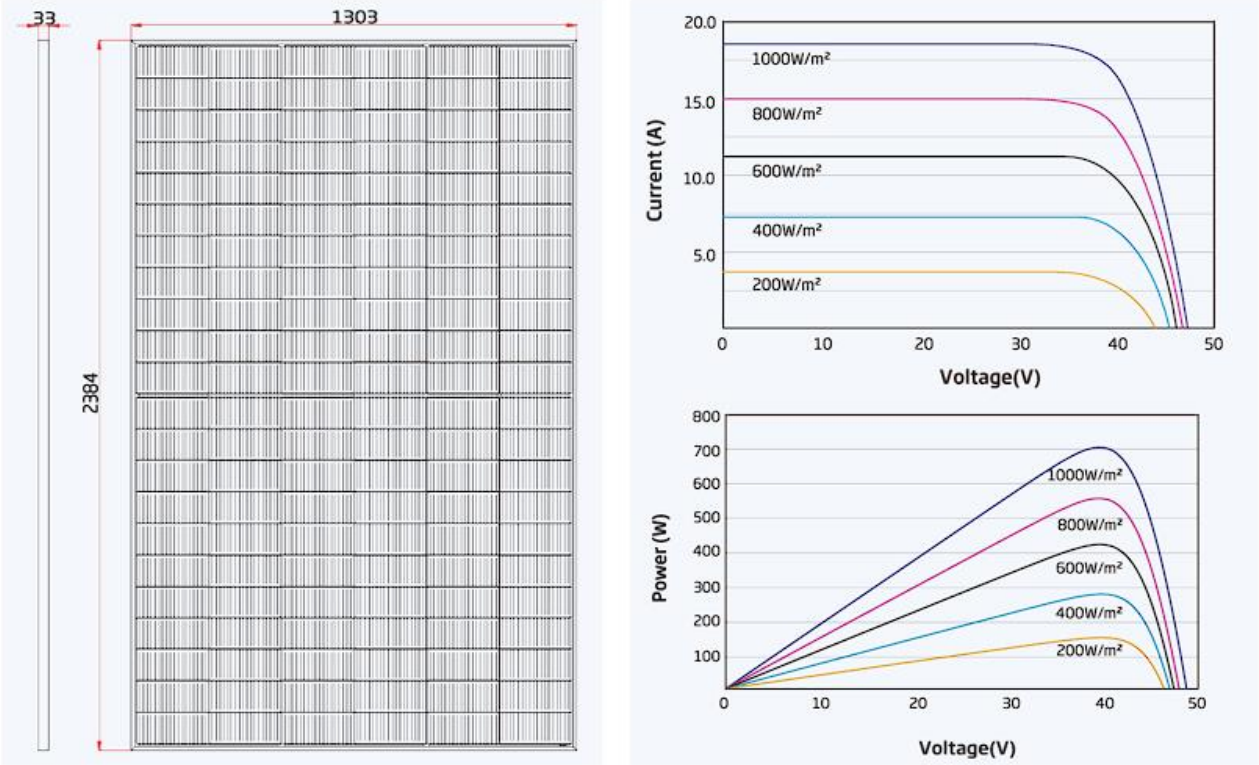 33
1303
2384
20.0
15.0
10.0
5.0
Current (A)
1000W/m²
800W/m²
600W/m²
400W/m²
200W/m²
0 10 20 30 40 50
Voltage(V)
800
700
600
500
400
300
200
100
Power (W)
1000W/m²
800W/m²
600W/m²
400W/m²
200W/m²
0 10 20 30 40 50
Voltage(V)